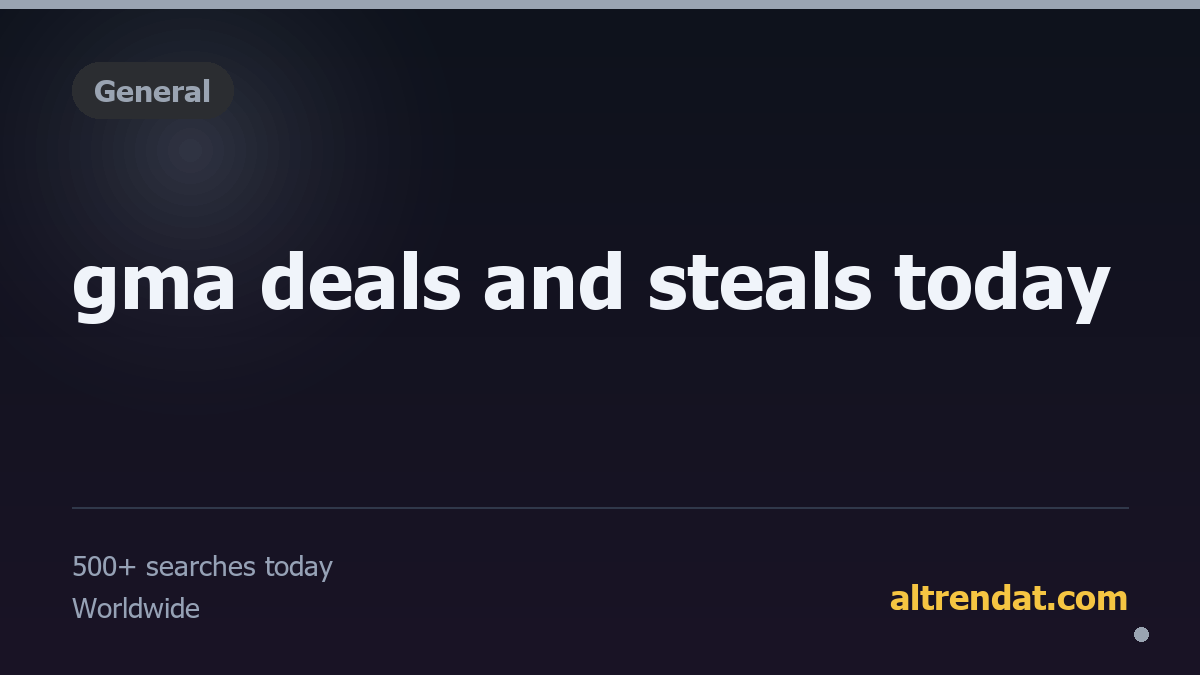 General
gma deals and steals today
500+ searches today
Worldwide
altrendat.com